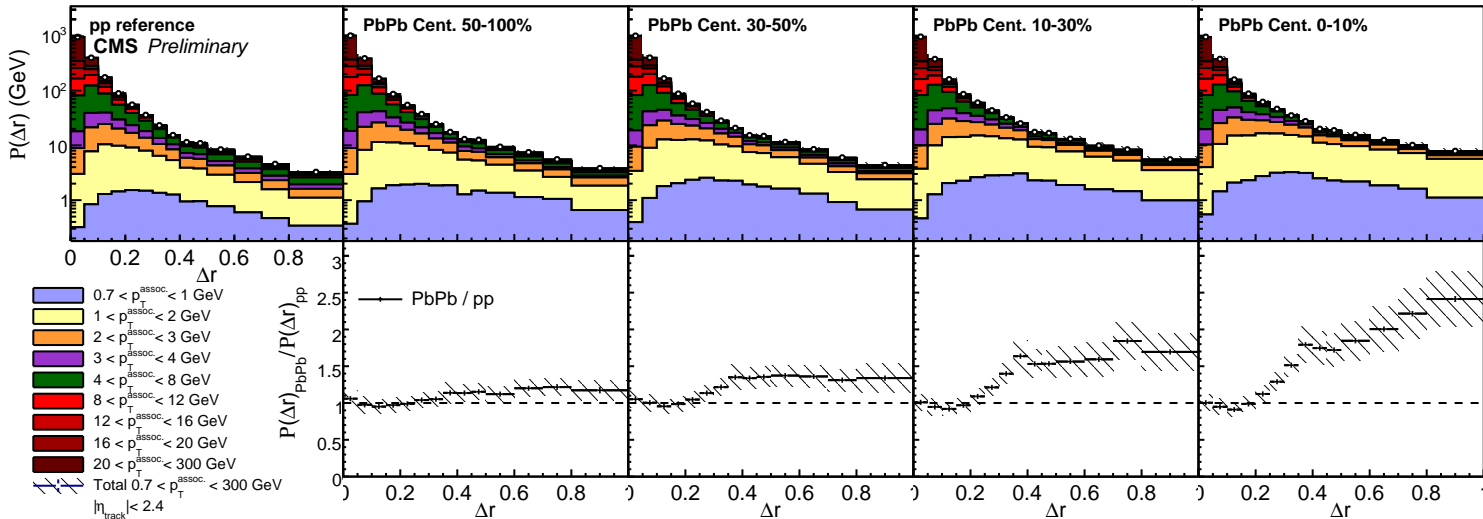 pp reference
CMS Preliminary
PbPb Cent. 50-100%
PbPb Cent. 30-50%
PbPb Cent. 10-30%
PbPb Cent. 0-10%
P(Δr) (GeV)
10³
10²
10
1
0 0.2 0.4 0.6 0.8
Δr
0.7 < p_T^assoc. < 1 GeV
1 < p_T^assoc. < 2 GeV
2 < p_T^assoc. < 3 GeV
3 < p_T^assoc. < 4 GeV
4 < p_T^assoc. < 8 GeV
8 < p_T^assoc. < 12 GeV
12 < p_T^assoc. < 16 GeV
16 < p_T^assoc. < 20 GeV
20 < p_T^assoc. < 300 GeV
Total 0.7 < p_T^assoc. < 300 GeV
|η_track| < 2.4
P(Δr)_PbPb/P(Δr)_pp
3
2.5
2
1.5
1
0.5
0
PbPb / pp
0 0.2 0.4 0.6 0.8
Δr
0 0.2 0.4 0.6 0.8
Δr
0 0.2 0.4 0.6 0.8
Δr
0 0.2 0.4 0.6 0.8 1
Δr